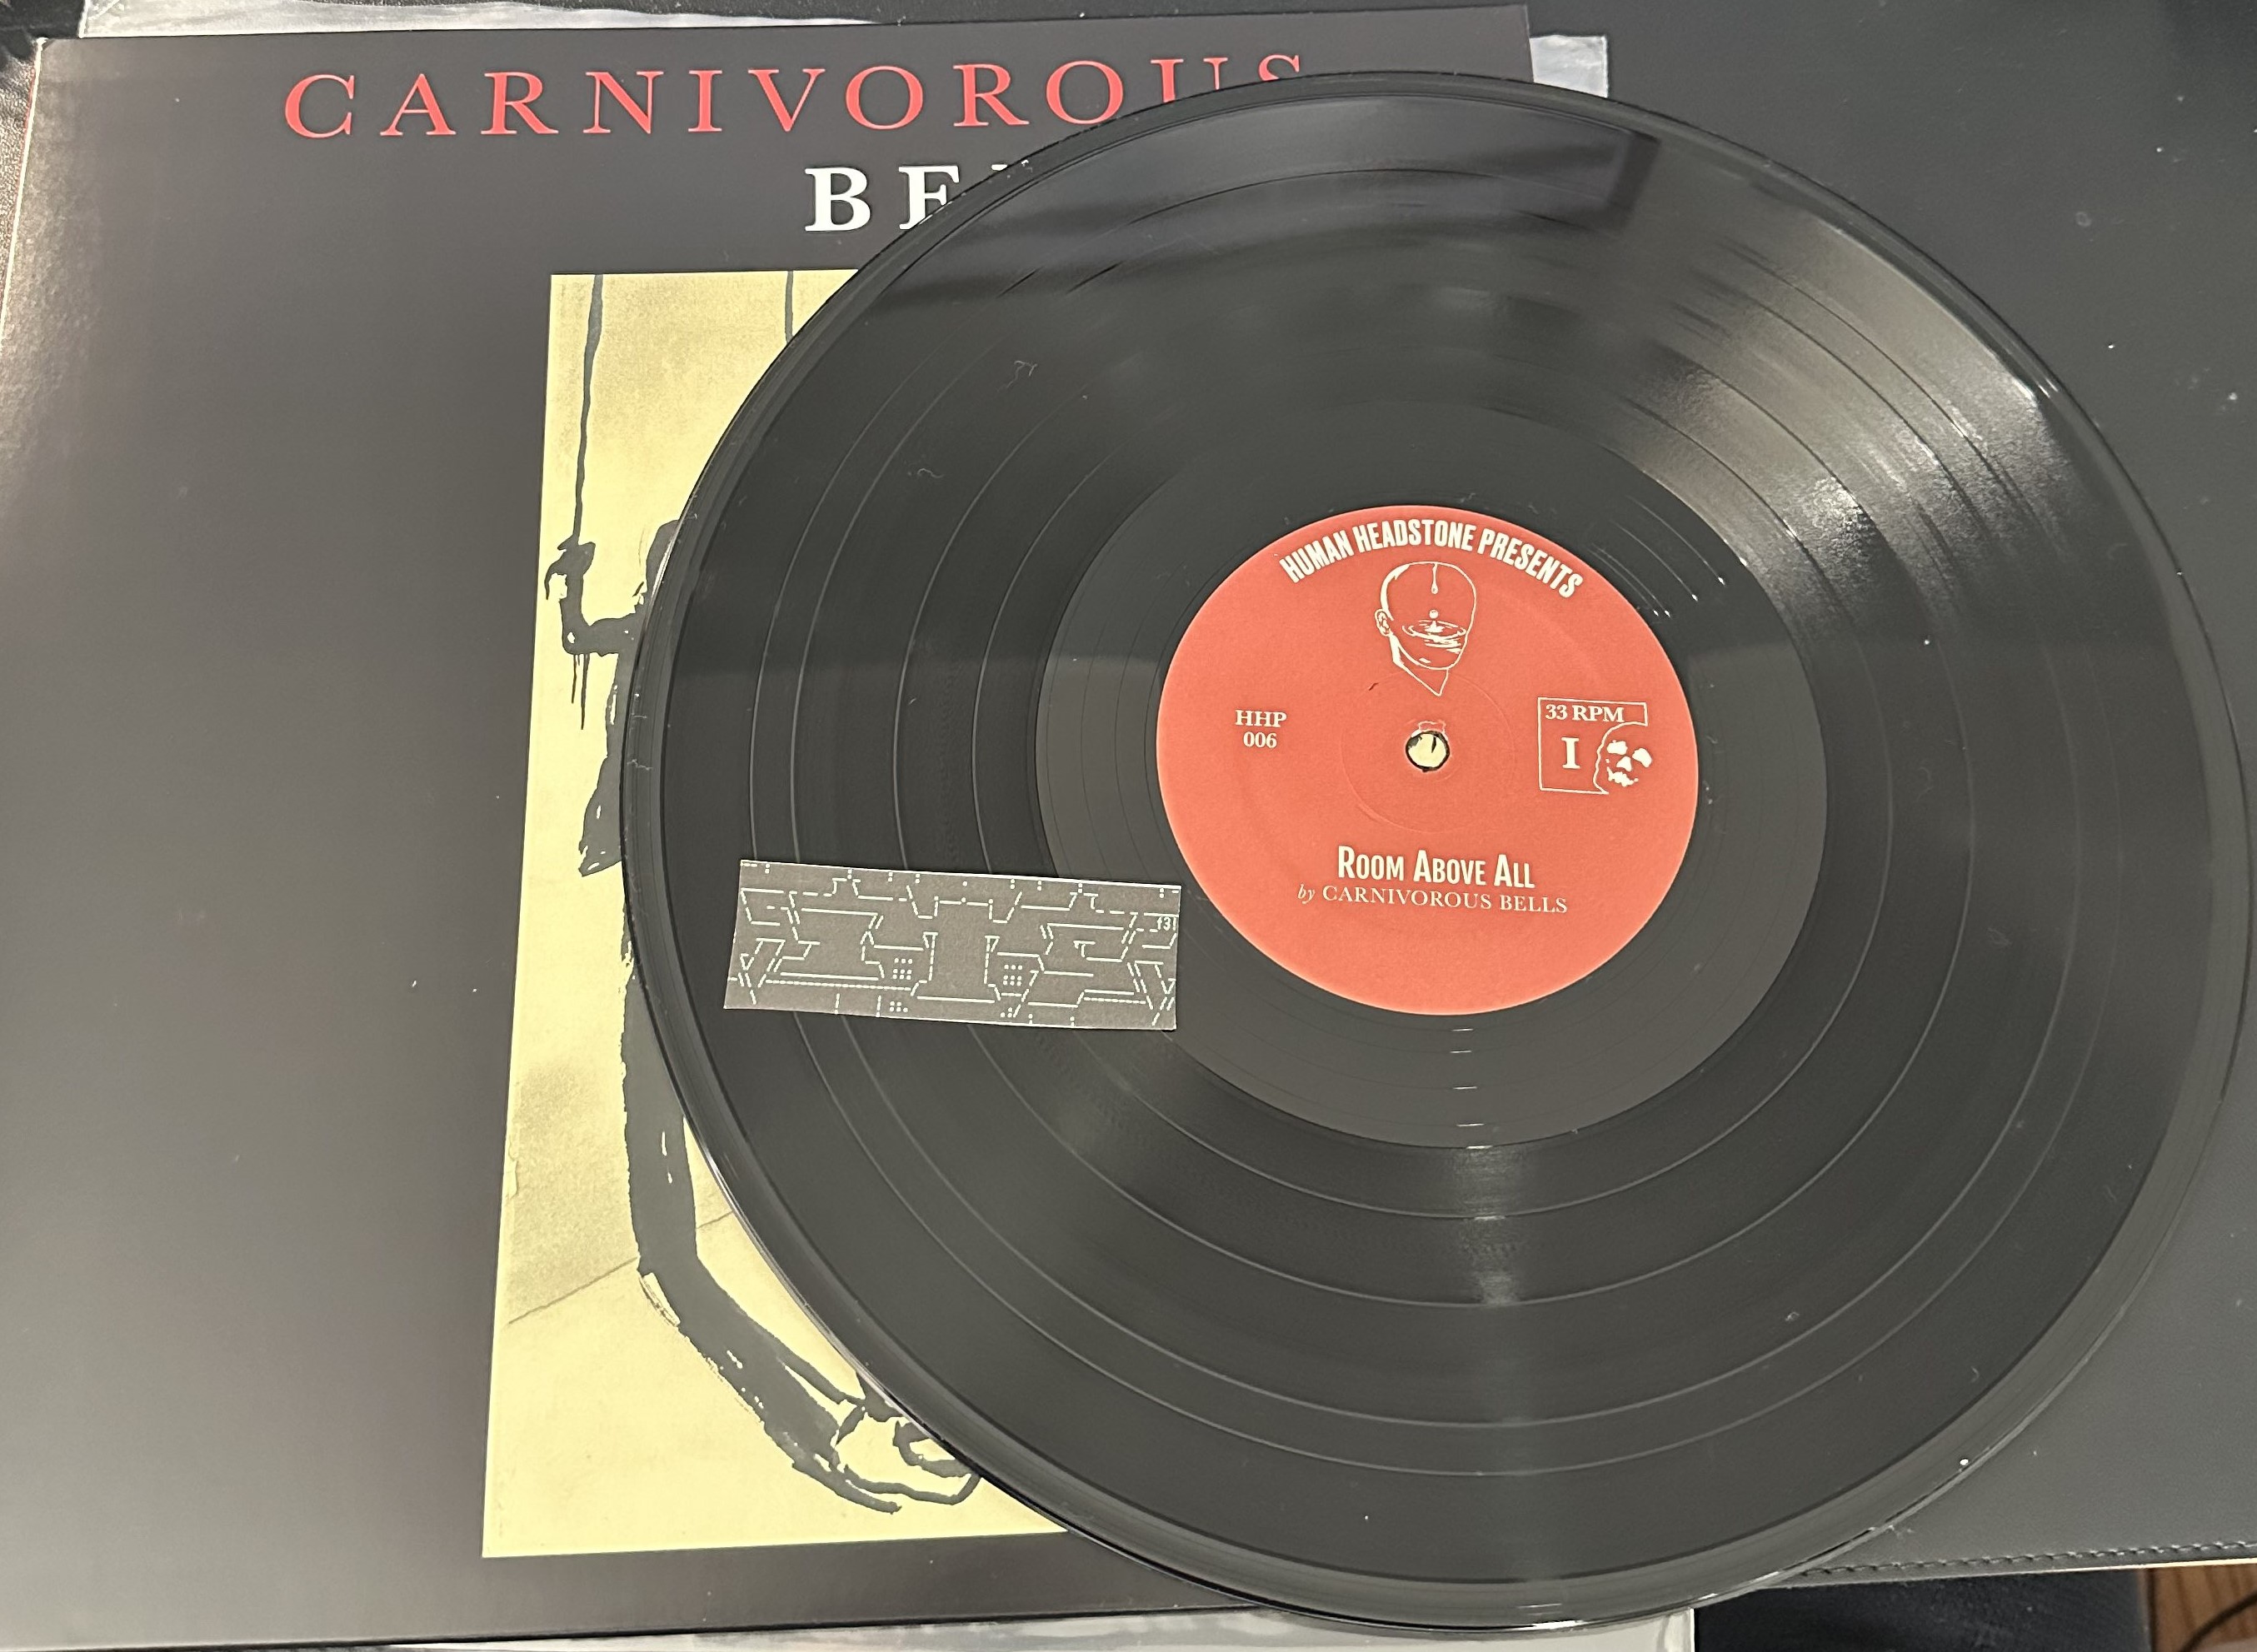 CARNIVOROUS
HUMAN HEADSTONE PRESENTS
HHP
006
33 RPM
I
ROOM ABOVE ALL
by CARNIVOROUS BELLS